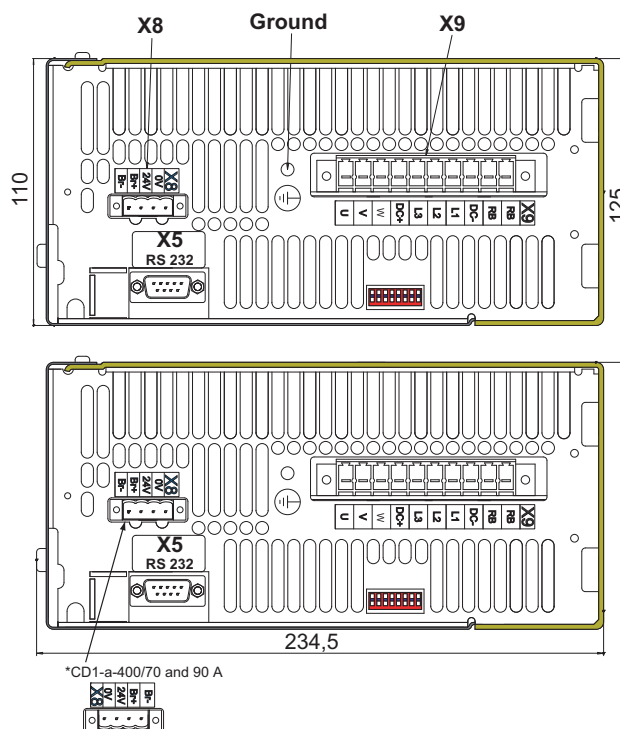 X8 Ground X9
110
125
Br- Br+ 24V 0V X8
X5
RS 232
U V W DC+ L3 L2 L1 DC- RB RB X9
Br- Br+ 24V 0V X8
X5
RS 232
U V W DC+ L3 L2 L1 DC- RB RB X9
234,5
*CD1-a-400/70 and 90 A
X8 0V 24V Br+ Br-